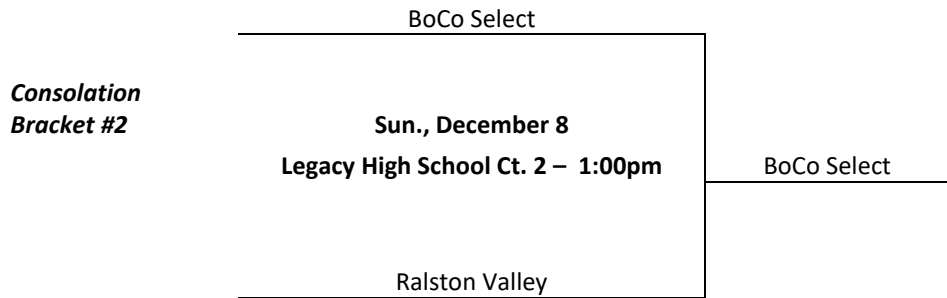 BoCo Select
Consolation
Bracket #2
Sun., December 8
Legacy High School Ct. 2 – 1:00pm
BoCo Select
Ralston Valley